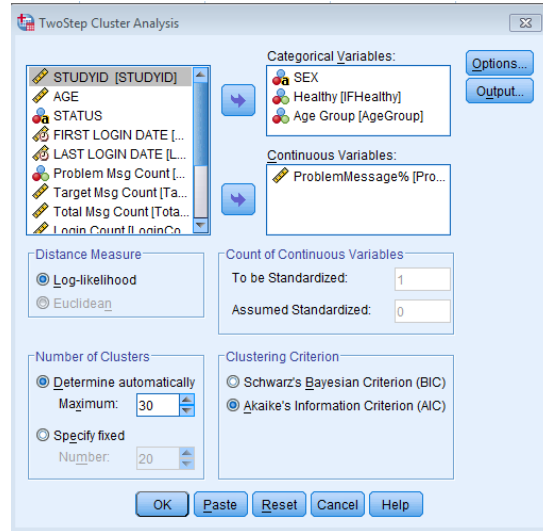 TwoStep Cluster Analysis
STUDYID [STUDYID]
AGE
STATUS
FIRST LOGIN DATE [...
LAST LOGIN DATE [L...
Problem Msg Count [...
Target Msg Count [Ta...
Total Msg Count [Tota...
Login Count [LoginCo...
Categorical Variables:
SEX
Healthy [IFHealthy]
Age Group [AgeGroup]
Continuous Variables:
ProblemMessage% [Pro...
Options...
Output...
Distance Measure
Log-likelihood
Euclidean
Count of Continuous Variables
To be Standardized: 1
Assumed Standardized: 0
Number of Clusters
Determine automatically
Maximum: 30
Specify fixed
Number: 20
Clustering Criterion
Schwarz's Bayesian Criterion (BIC)
Akaike's Information Criterion (AIC)
OK Paste Reset Cancel Help